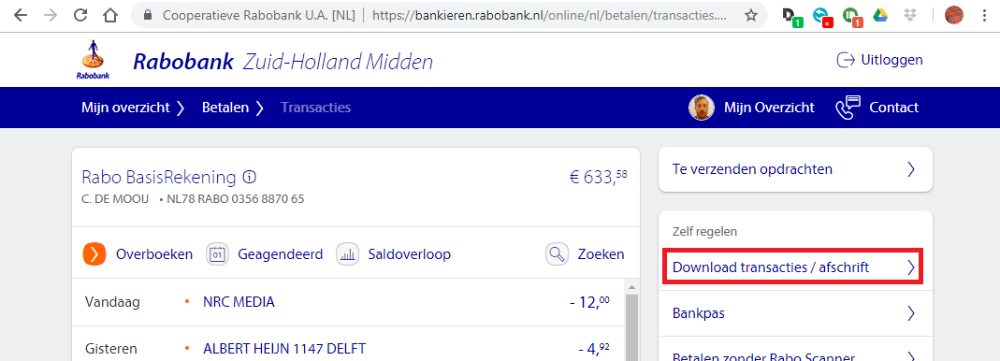 Cooperatieve Rabobank U.A. [NL] | https://bankieren.rabobank.nl/online/nl/betalen/transacties....
1
×
1
Rabobank
Rabobank Zuid-Holland Midden
Uitloggen
Mijn overzicht
Betalen
Transacties
Mijn Overzicht
Contact
Rabo BasisRekening
€ 633,58
C. DE MOOIJ • NL78 RABO 0356 8870 65
Overboeken
01
Geagendeerd
Saldoverloop
Zoeken
Vandaag • NRC MEDIA - 12,00
Gisteren • ALBERT HEIJN 1147 DELFT - 4,92
Te verzenden opdrachten
Zelf regelen
Download transacties / afschrift
Bankpas
Betalen zonder Rabo Scanner